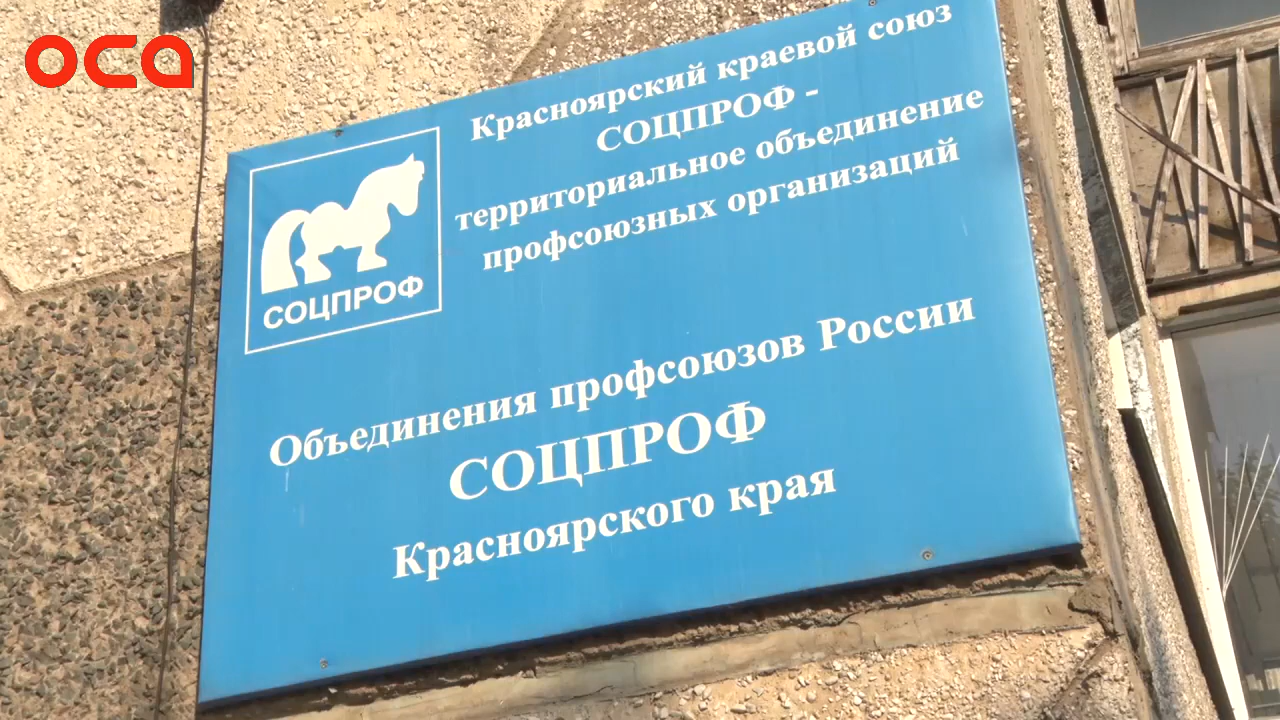 оса
Красноярский краевой союз
СОЦПРОФ -
территориальное объединение
профсоюзных организаций
СОЦПРОФ
Объединения профсоюзов России
СОЦПРОФ
Красноярского края